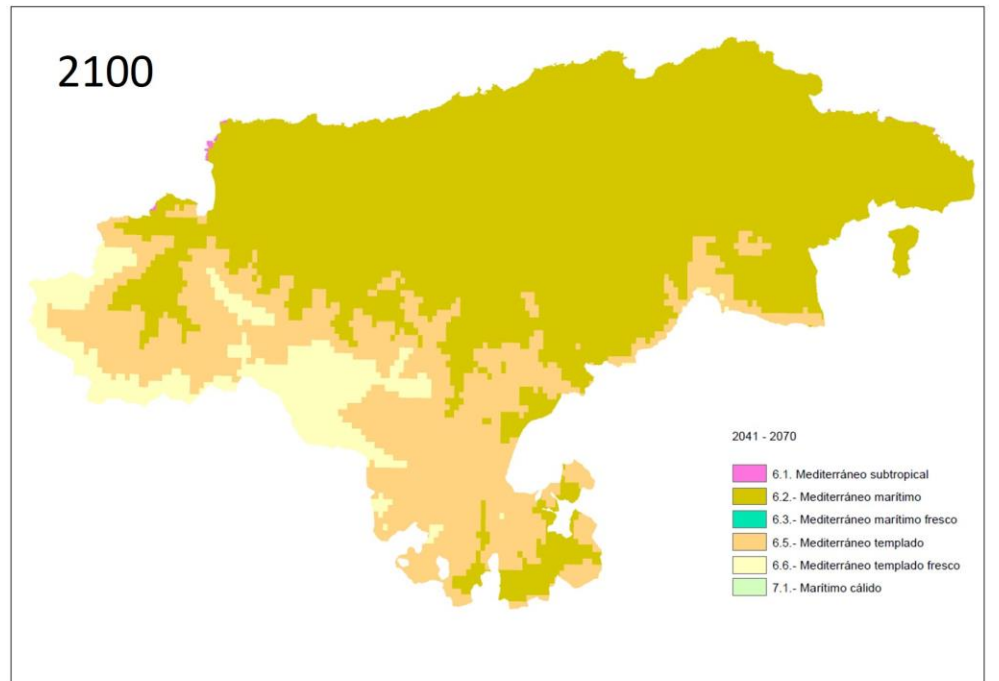 2100
2041 - 2070
6.1. Mediterráneo subtropical
6.2.- Mediterráneo marítimo
6.3.- Mediterráneo marítimo fresco
6.5.- Mediterráneo templado
6.6.- Mediterráneo templado fresco
7.1.- Marítimo cálido